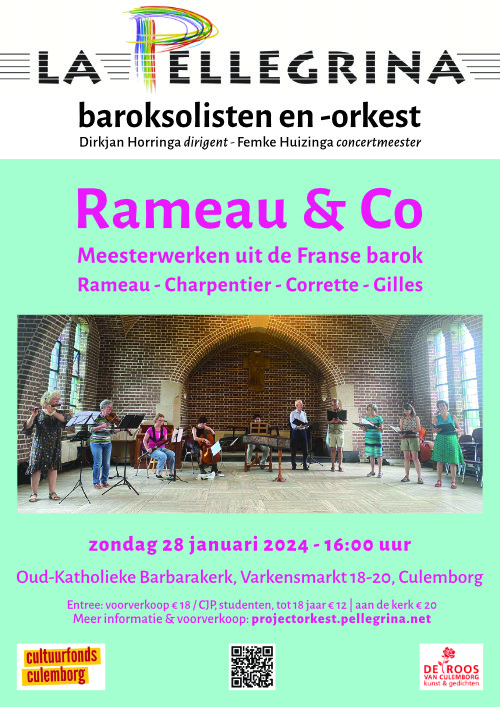 LA PELLEGRINA
baroksolisten en -orkest
Dirkjan Horringa dirigent - Femke Huizinga concertmeester
Rameau & Co
Meesterwerken uit de Franse barok
Rameau - Charpentier - Corrette - Gilles
zondag 28 januari 2024 - 16:00 uur
Oud-Katholieke Barbarakerk, Varkensmarkt 18-20, Culemborg
Entree: voorverkoop € 18 / CJP, studenten, tot 18 jaar € 12 | aan de kerk € 20
Meer informatie & voorverkoop: projectorkest.pellegrina.net
cultuurfonds
culemborg
DE ROOS
VAN CULEMBORG
kunst & gedichten